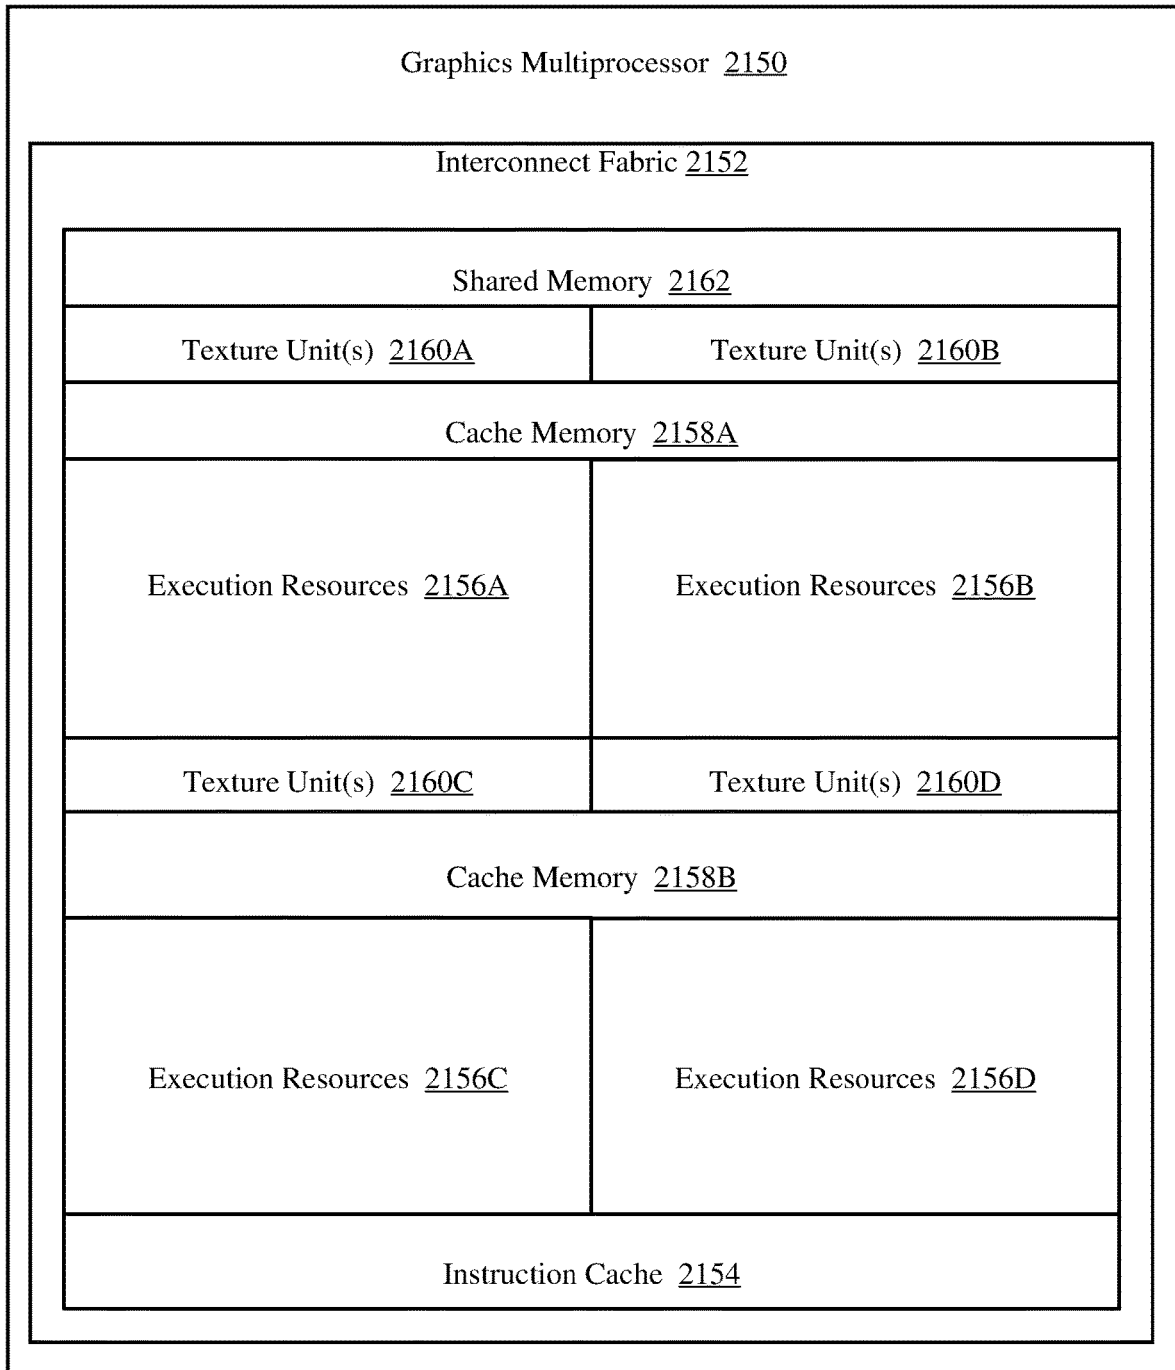 Graphics Multiprocessor 2150
Interconnect Fabric 2152
Shared Memory 2162
Texture Unit(s) 2160A
Texture Unit(s) 2160B
Cache Memory 2158A
Execution Resources 2156A
Execution Resources 2156B
Texture Unit(s) 2160C
Texture Unit(s) 2160D
Cache Memory 2158B
Execution Resources 2156C
Execution Resources 2156D
Instruction Cache 2154